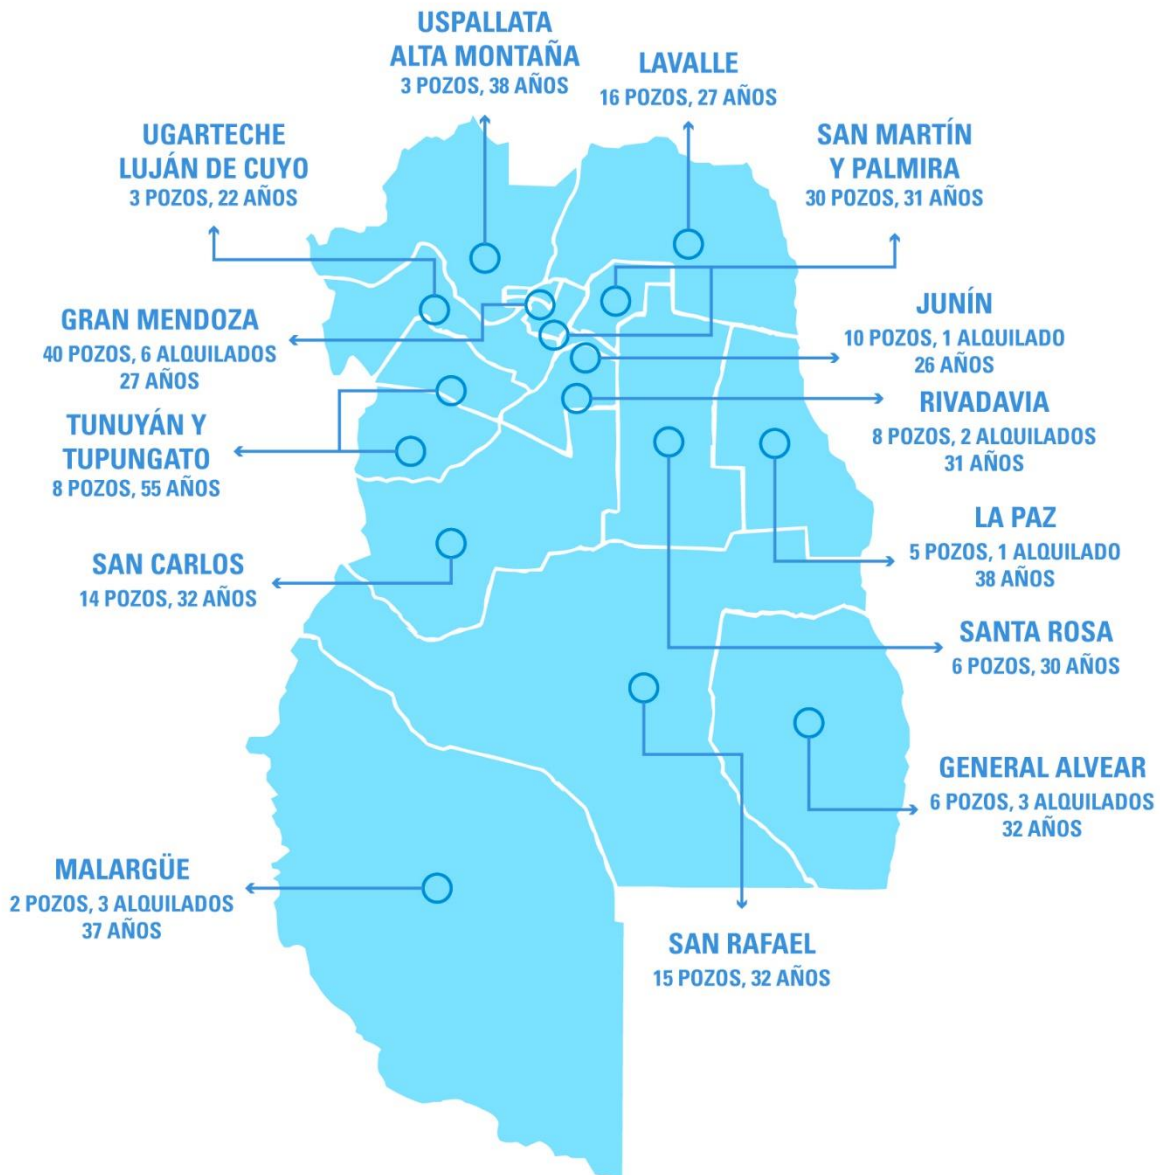 USPALLATA
ALTA MONTAÑA
3 POZOS, 38 AÑOS
LAVALLE
16 POZOS, 27 AÑOS
UGARTECHE
LUJÁN DE CUYO
3 POZOS, 22 AÑOS
SAN MARTÍN
Y PALMIRA
30 POZOS, 31 AÑOS
GRAN MENDOZA
40 POZOS, 6 ALQUILADOS
27 AÑOS
JUNÍN
10 POZOS, 1 ALQUILADO
26 AÑOS
RIVADAVIA
8 POZOS, 2 ALQUILADOS
31 AÑOS
TUNUYÁN Y
TUPUNGATO
8 POZOS, 55 AÑOS
LA PAZ
5 POZOS, 1 ALQUILADO
38 AÑOS
SAN CARLOS
14 POZOS, 32 AÑOS
SANTA ROSA
6 POZOS, 30 AÑOS
GENERAL ALVEAR
6 POZOS, 3 ALQUILADOS
32 AÑOS
MALARGÜE
2 POZOS, 3 ALQUILADOS
37 AÑOS
SAN RAFAEL
15 POZOS, 32 AÑOS